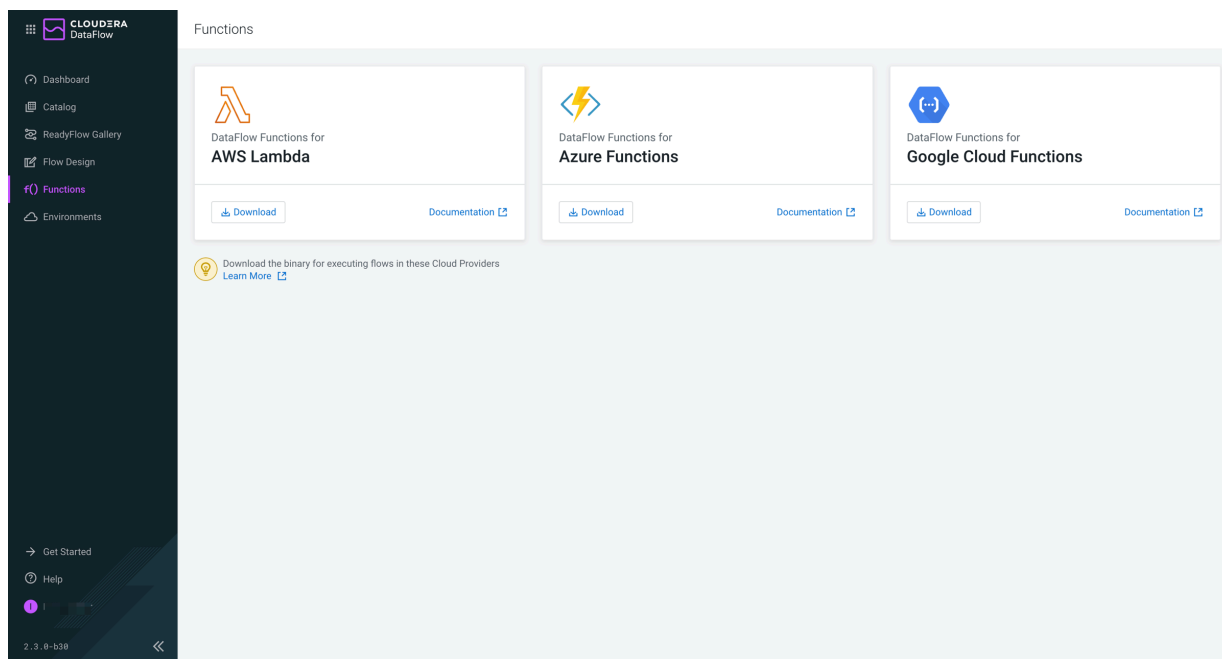 CLOUDERA
DataFlow
Dashboard
Catalog
ReadyFlow Gallery
Flow Design
f() Functions
Environments
Get Started
Help
2.3.0-b30
Functions
DataFlow Functions for
AWS Lambda
Download
Documentation
DataFlow Functions for
Azure Functions
Download
Documentation
DataFlow Functions for
Google Cloud Functions
Download
Documentation
Download the binary for executing flows in these Cloud Providers
Learn More